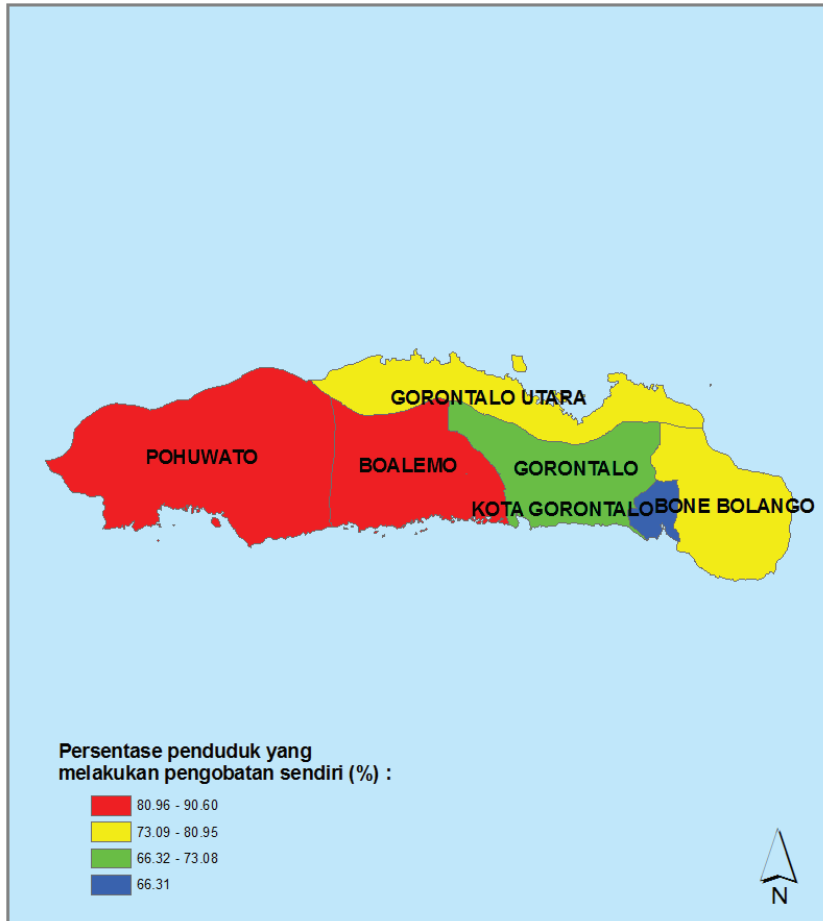 GORONTALO UTARA
POHUWATO
BOALEMO
GORONTALO
KOTA GORONTALO
BONE BOLANGO
Persentase penduduk yang
melakukan pengobatan sendiri (%) :
80.96 - 90.60
73.09 - 80.95
66.32 - 73.08
66.31
N